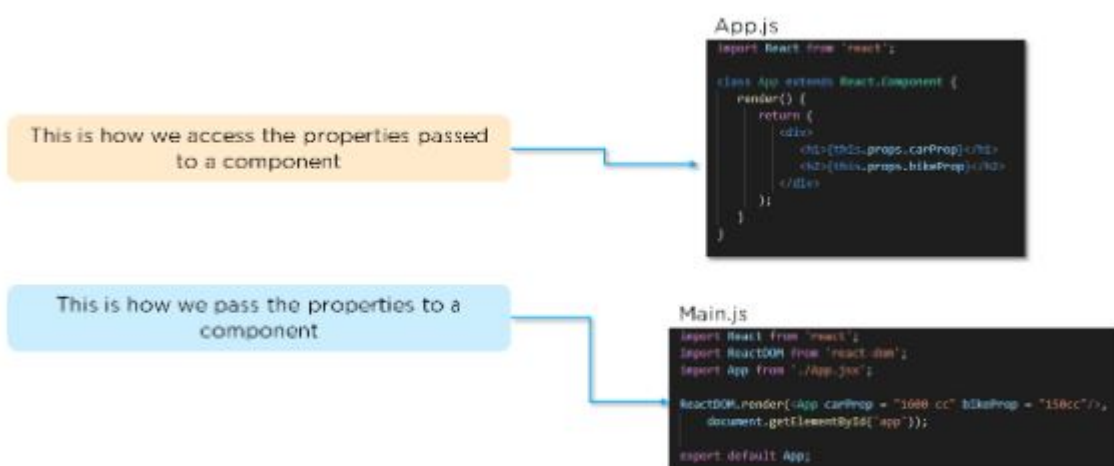 App.js
import React from 'react';
class App extends React.Component {
render() {
return (
<div>
<h1>{this.props.carProp}</h1>
<h2>{this.props.bikeProp}</h2>
</div>
);
}
}
This is how we access the properties passed
to a component
This is how we pass the properties to a
component
Main.js
import React from 'react';
import ReactDOM from 'react-dom';
import App from './App.jsx';
ReactDOM.render(<App carProp = "1600 cc" bikeProp = "150cc"/>,
document.getElementById("app"));
export default App;